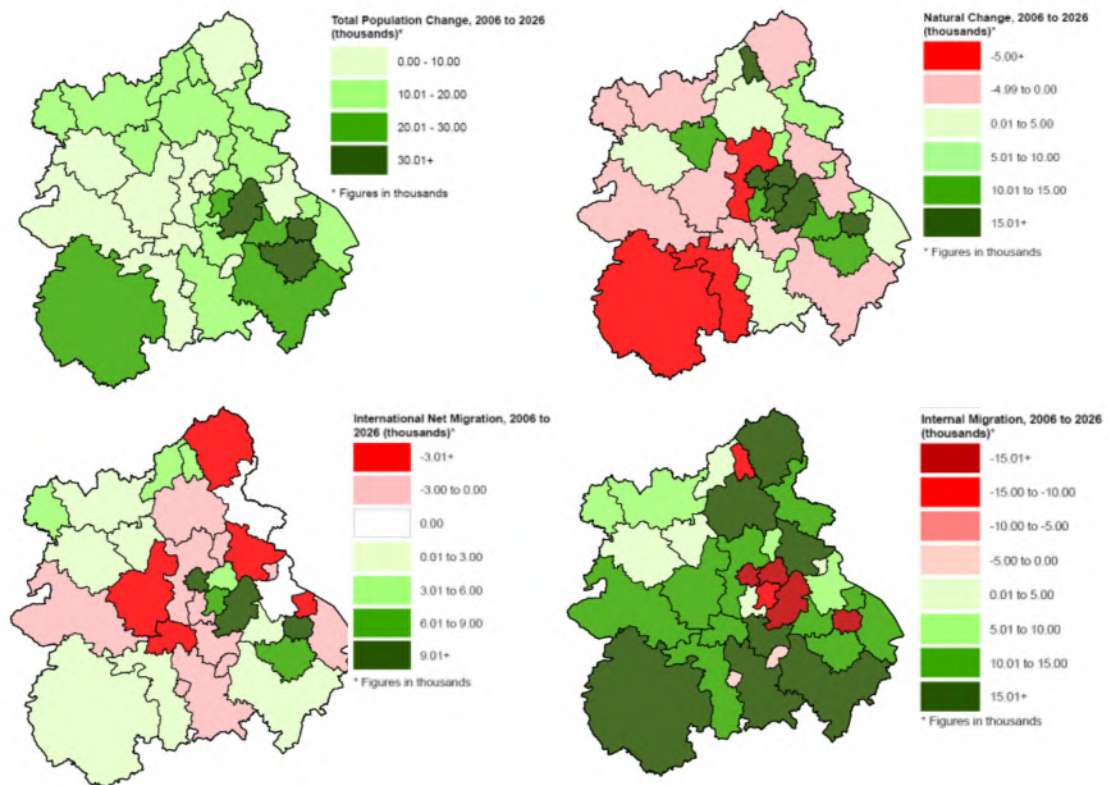 Total Population Change, 2006 to 2026
(thousands)*
0.00 - 10.00
10.01 - 20.00
20.01 - 30.00
30.01+
* Figures in thousands
Natural Change, 2006 to 2026
(thousands)*
-5.00+
-4.99 to 0.00
0.01 to 5.00
5.01 to 10.00
10.01 to 15.00
15.01+
* Figures in thousands
International Net Migration, 2006 to
2026 (thousands)*
-3.01+
-3.00 to 0.00
0.00
0.01 to 3.00
3.01 to 6.00
6.01 to 9.00
9.01+
* Figures in thousands
Internal Migration, 2006 to 2026
(thousands)*
-15.01+
-15.00 to -10.00
-10.00 to -5.00
-5.00 to 0.00
0.01 to 5.00
5.01 to 10.00
10.01 to 15.00
15.01+
* Figures in thousands